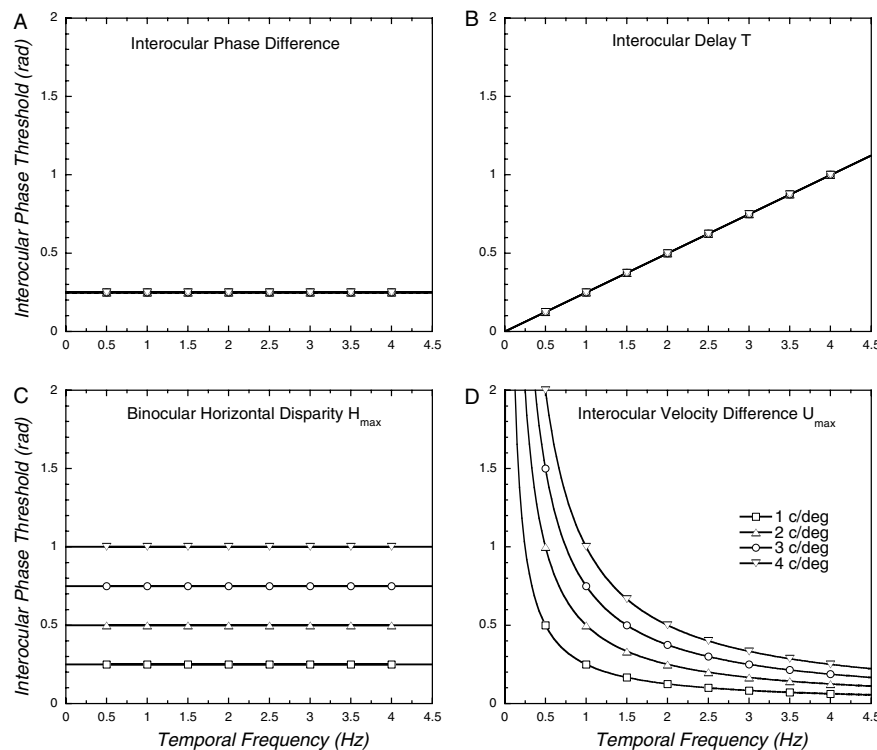 A
Interocular Phase Difference
Interocular Phase Threshold (rad)
2
1.5
1
0.5
0
0 0.5 1 1.5 2 2.5 3 3.5 4 4.5
B
Interocular Delay T
2
1.5
1
0.5
0
0 0.5 1 1.5 2 2.5 3 3.5 4 4.5
C
Binocular Horizontal Disparity H_max
Interocular Phase Threshold (rad)
2
1.5
1
0.5
0
0 0.5 1 1.5 2 2.5 3 3.5 4 4.5
Temporal Frequency (Hz)
D
Interocular Velocity Difference U_max
2
1.5
1
0.5
0
1 c/deg
2 c/deg
3 c/deg
4 c/deg
0 0.5 1 1.5 2 2.5 3 3.5 4 4.5
Temporal Frequency (Hz)